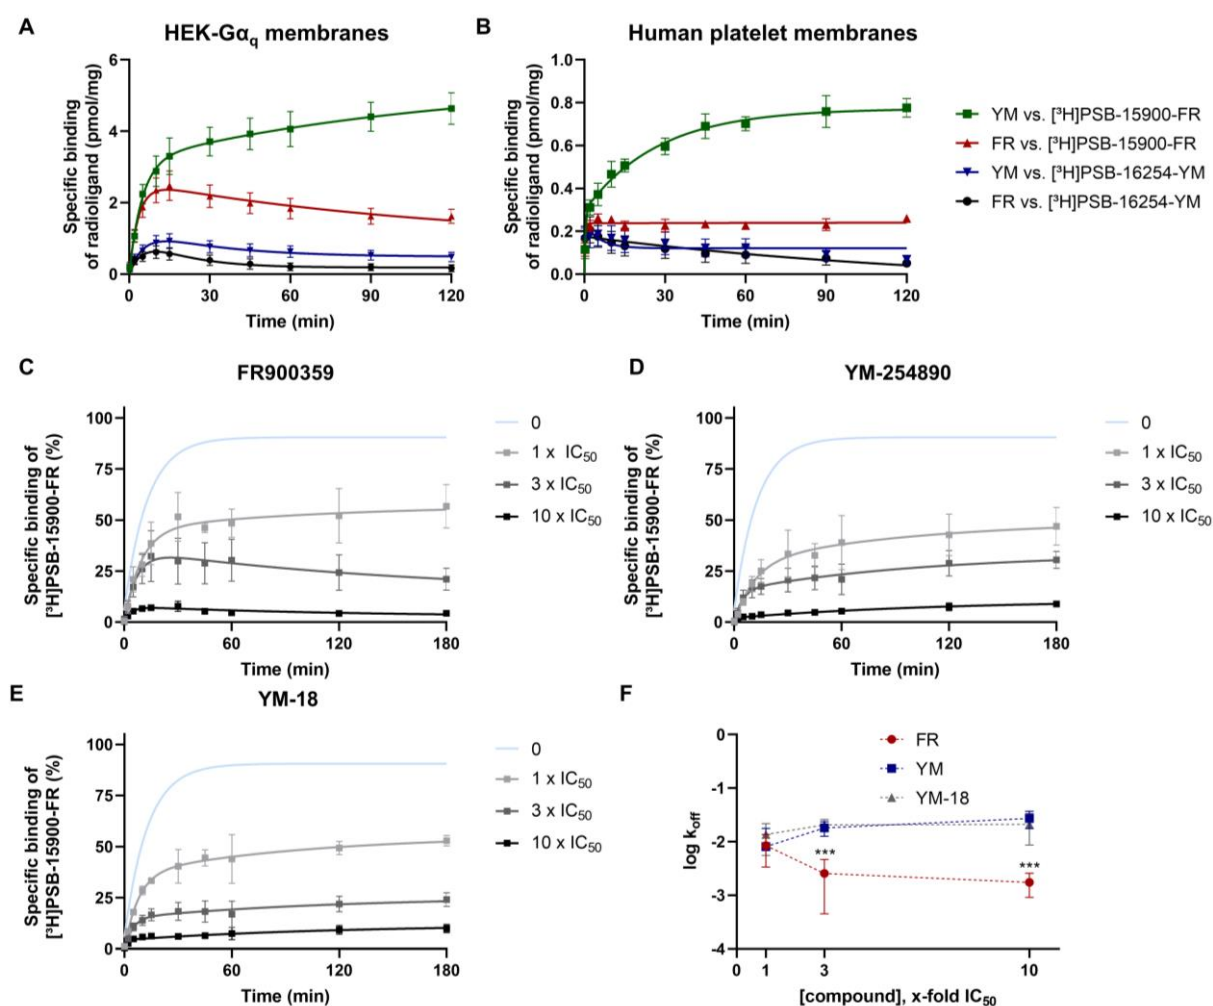 A
HEK-Gαq membranes
Specific binding
of radioligand (pmol/mg)
6
4
2
0
0 30 60 90 120
Time (min)
B
Human platelet membranes
Specific binding
of radioligand (pmol/mg)
1.0
0.8
0.6
0.4
0.2
0.0
0 30 60 90 120
Time (min)
YM vs. [³H]PSB-15900-FR
FR vs. [³H]PSB-15900-FR
YM vs. [³H]PSB-16254-YM
FR vs. [³H]PSB-16254-YM
C
FR900359
Specific binding of
[³H]PSB-15900-FR (%)
100
75
50
25
0
0 60 120 180
Time (min)
0
1 x IC₅₀
3 x IC₅₀
10 x IC₅₀
D
YM-254890
Specific binding of
[³H]PSB-15900-FR (%)
100
75
50
25
0
0 60 120 180
Time (min)
0
1 x IC₅₀
3 x IC₅₀
10 x IC₅₀
E
YM-18
Specific binding of
[³H]PSB-15900-FR (%)
100
75
50
25
0
0 60 120 180
Time (min)
0
1 x IC₅₀
3 x IC₅₀
10 x IC₅₀
F
log koff
0
-1
-2
-3
-4
FR
YM
YM-18
***
***
0 1 3 10
[compound], x-fold IC₅₀